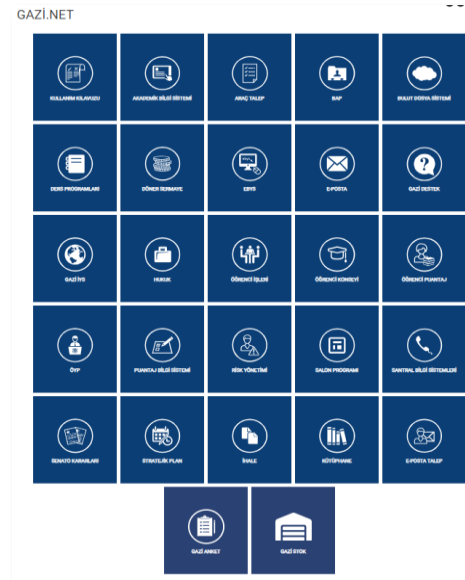 GAZİ.NET
KULLANIM KILAVUZU
AKADEMİK BİLGİ SİSTEMİ
ARAÇ TALEP
BAP
BULUT DOSYA SİSTEMİ
DERS PROGRAMLARI
DÖNER SERMAYE
EBYS
E-POSTA
GAZİ DESTEK
GAZİ İYS
HUKUK
ÖĞRENCİ İŞLERİ
ÖĞRENCİ KONSEYİ
ÖĞRENCİ PUANTAJ
ÖYP
PUANTAJ BİLGİ SİSTEMİ
RİSK YÖNETİMİ
SALON PROGRAMI
SANTRAL BİLGİ SİSTEMLERİ
SENATO KARARLARI
STRATEJİK PLAN
İHALE
KÜTÜPHANE
E-POSTA TALEP
GAZİ ANKET
GAZİ STOK